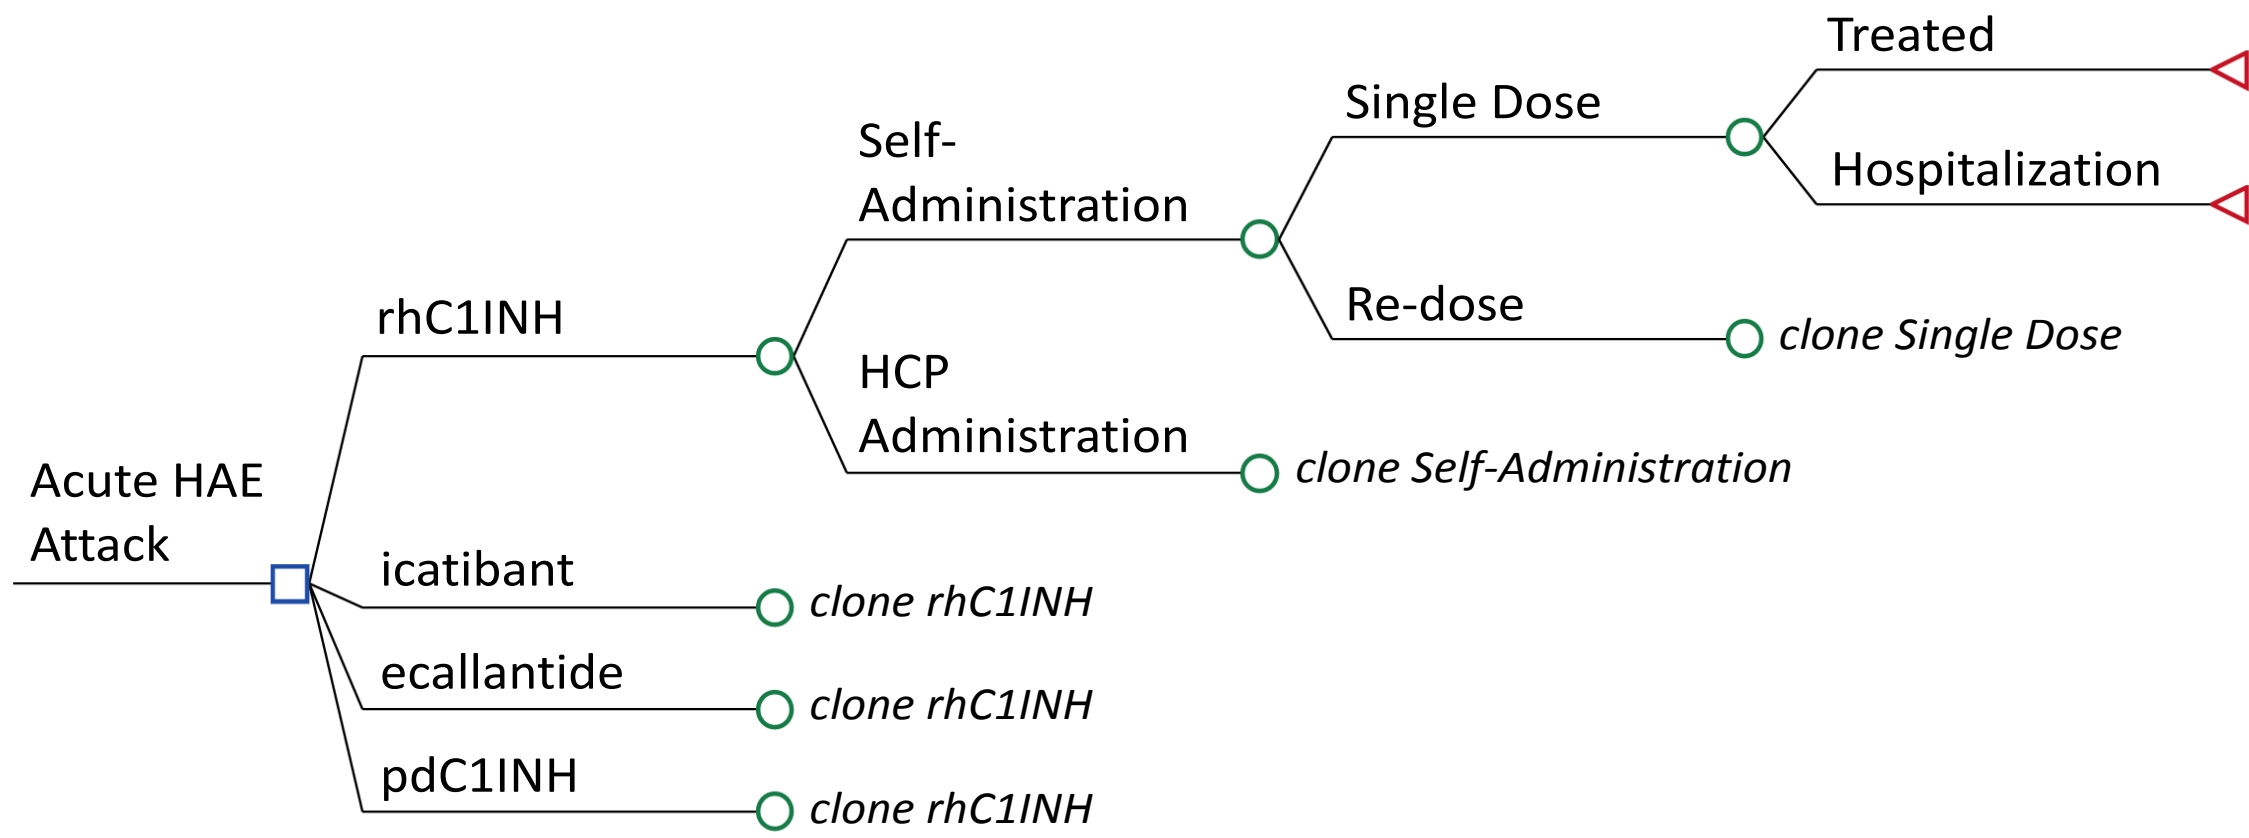 Treated
Single Dose
Hospitalization
Self-
Administration
Re-dose
clone Single Dose
rhC1INH
HCP
Administration
clone Self-Administration
Acute HAE
Attack
icatibant
clone rhC1INH
ecallantide
clone rhC1INH
pdC1INH
clone rhC1INH